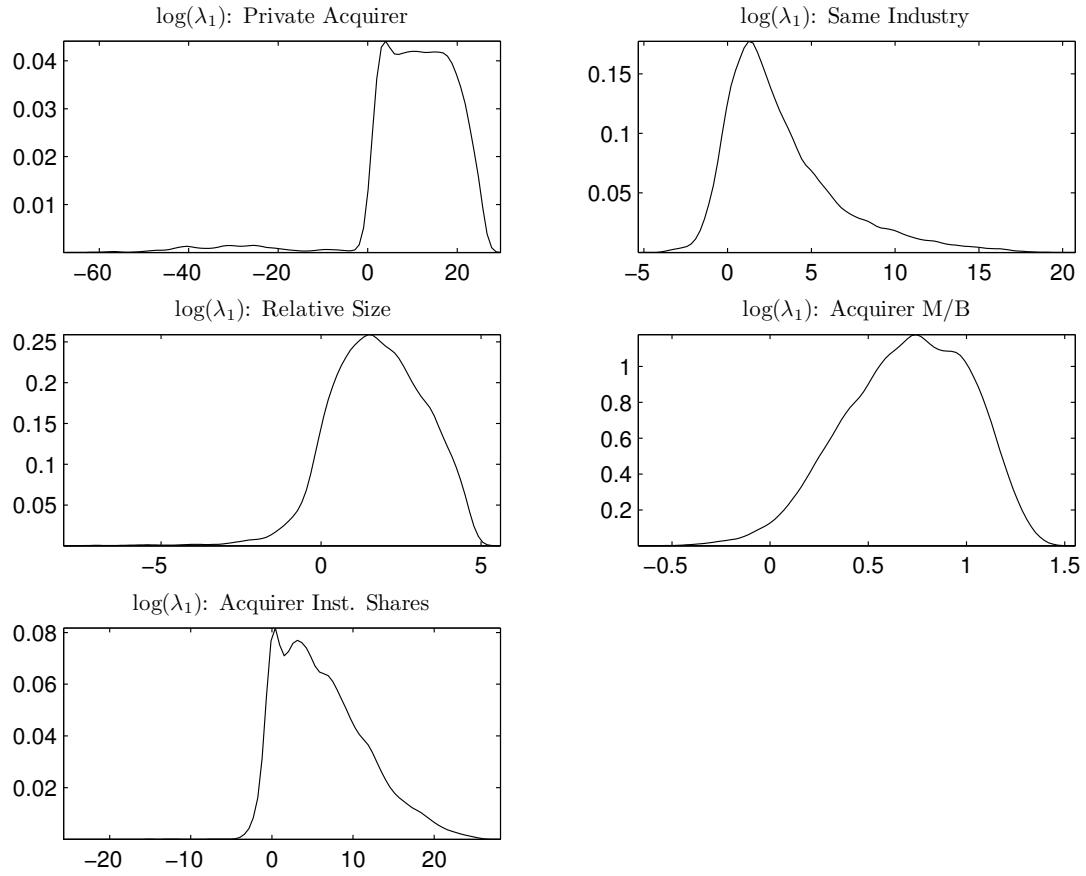 log(λ₁): Private Acquirer
0.04
0.03
0.02
0.01
−60 −40 −20 0 20
log(λ₁): Same Industry
0.15
0.1
0.05
−5 0 5 10 15 20
log(λ₁): Relative Size
0.25
0.2
0.15
0.1
0.05
−5 0 5
log(λ₁): Acquirer M/B
1
0.8
0.6
0.4
0.2
−0.5 0 0.5 1 1.5
log(λ₁): Acquirer Inst. Shares
0.08
0.06
0.04
0.02
−20 −10 0 10 20